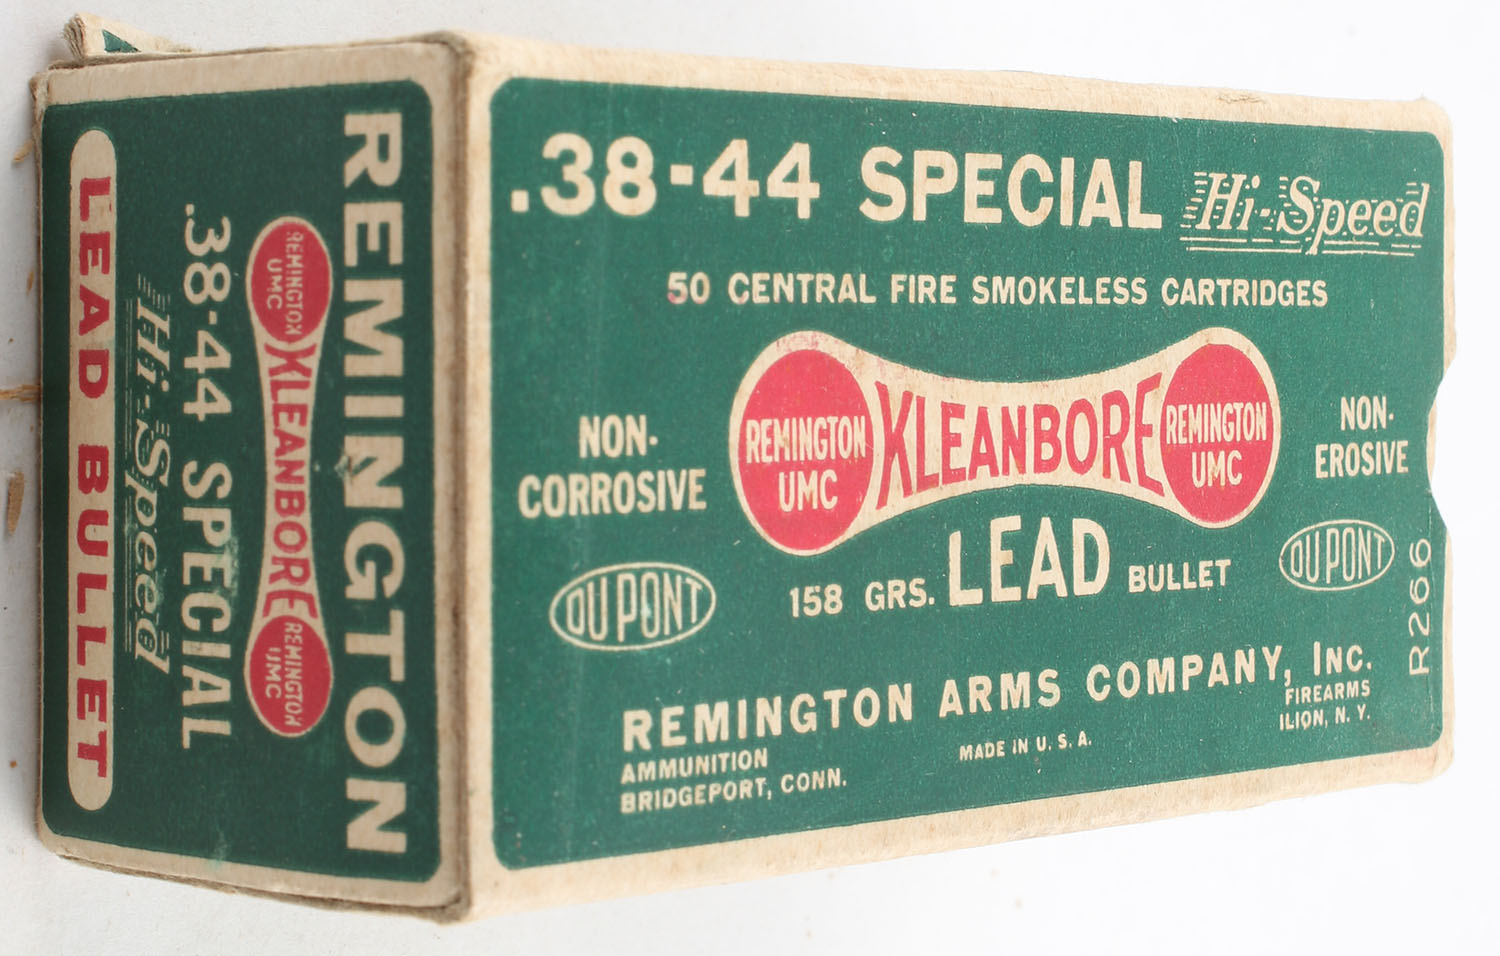 .38-44 SPECIAL Hi-Speed
50 CENTRAL FIRE SMOKELESS CARTRIDGES
NON-
CORROSIVE
REMINGTON
UMC
KLEANBORE
REMINGTON
UMC
NON-
EROSIVE
DU PONT
158 GRS. LEAD BULLET
DU PONT
REMINGTON ARMS COMPANY, INC.
AMMUNITION
BRIDGEPORT, CONN.
MADE IN U. S. A.
FIREARMS
ILION, N. Y.
R266
REMINGTON
REMINGTON
UMC
KLEANBORE
REMINGTON
UMC
.38-44 SPECIAL
Hi-Speed
LEAD BULLET